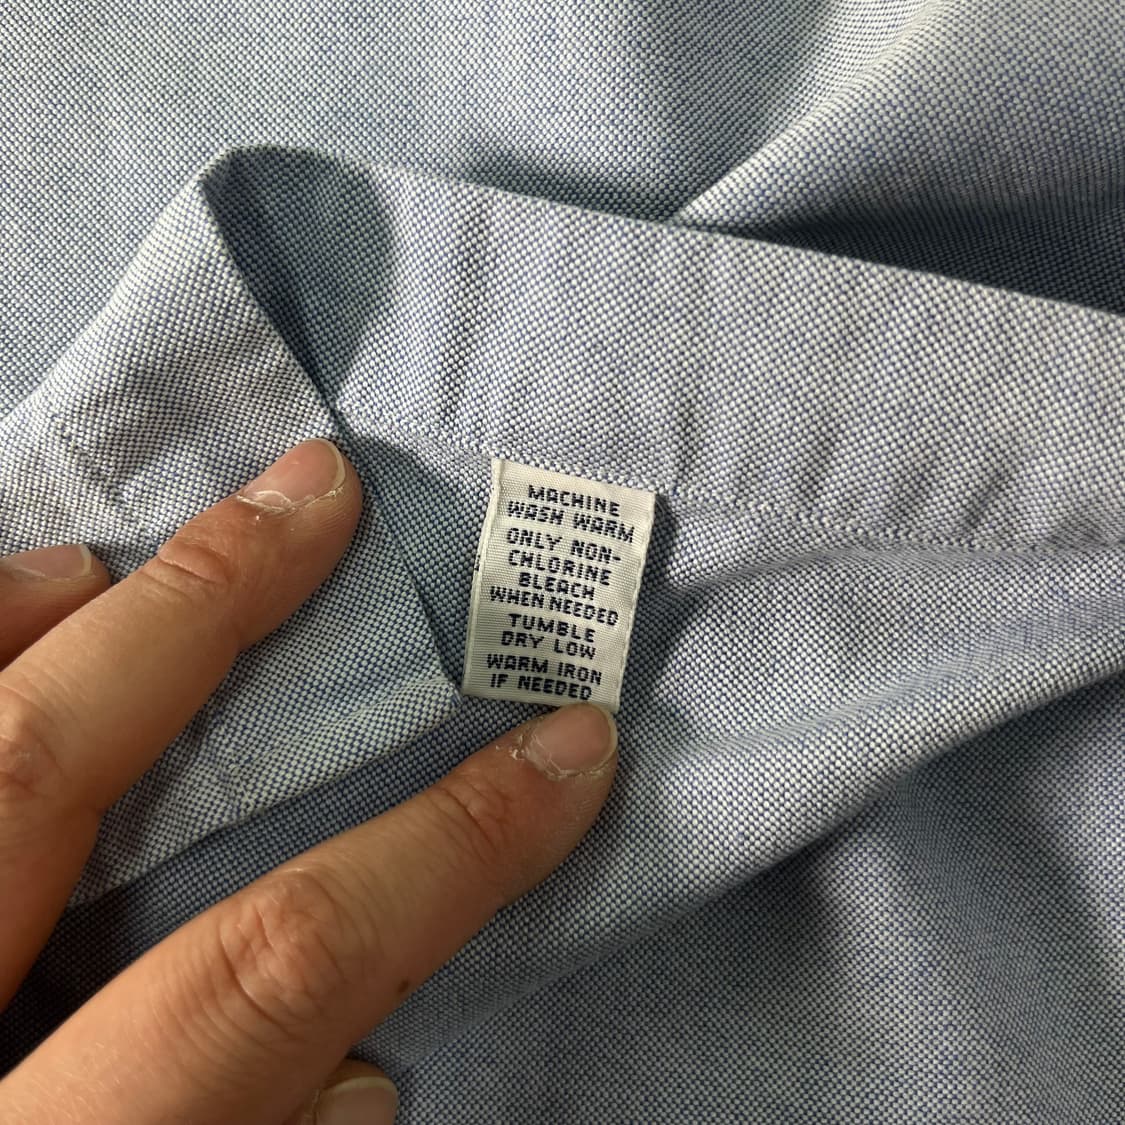 MACHINE
WASH WARM
ONLY NON-
CHLORINE
BLEACH
WHEN NEEDED
TUMBLE
DRY LOW
WARM IRON
IF NEEDED